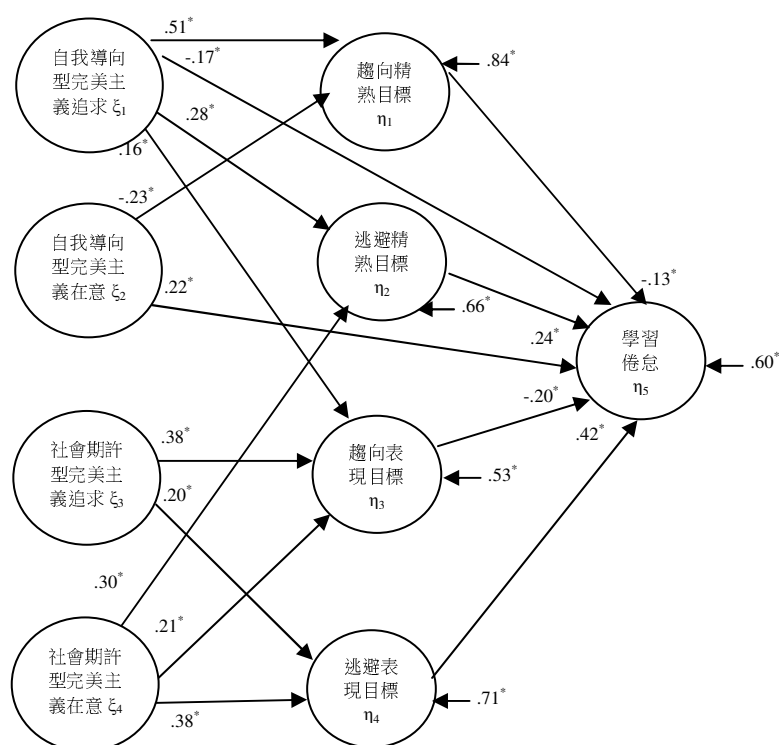 .51*
-.17*
自我導向
型完美主
義追求 ξ1
趨向精
熟目標
η1
.84*
.28*
.16*
-.23*
自我導向
型完美主
義在意 ξ2
逃避精
熟目標
η2
.22*
.66*
-.13*
.24*
學習
倦怠
η5
.60*
-.20*
.42*
社會期許
型完美主
義追求 ξ3
.38*
.20*
趨向表
現目標
η3
.53*
.30*
.21*
社會期許
型完美主
義在意 ξ4
.38*
逃避表
現目標
η4
.71*